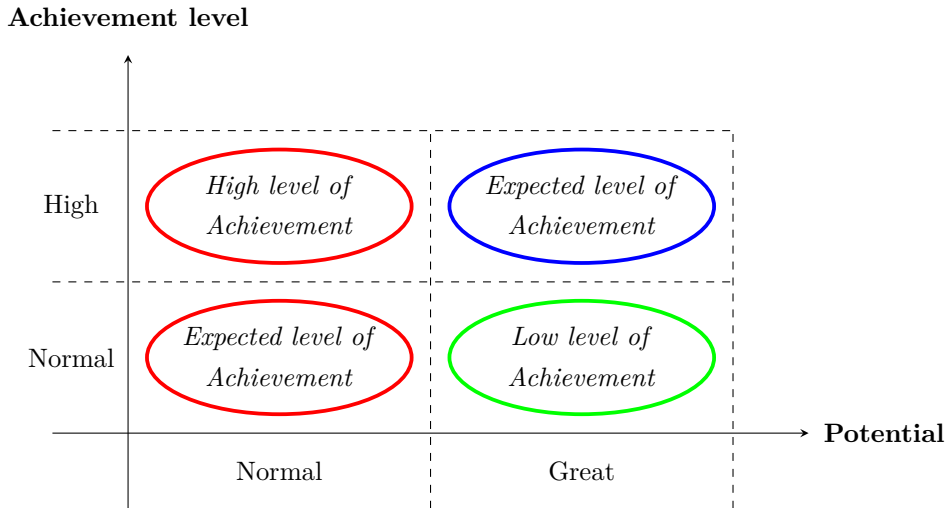 Achievement level
High level of
Achievement
Expected level of
Achievement
High
Expected level of
Achievement
Low level of
Achievement
Normal
Potential
Normal
Great